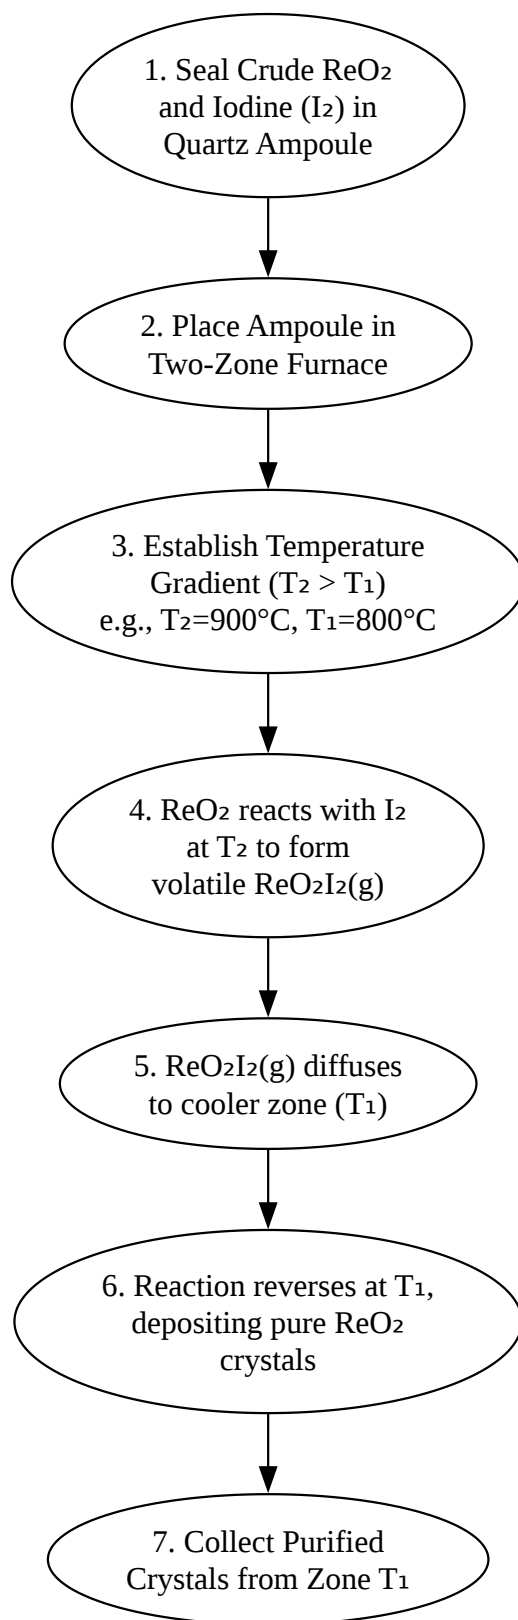 1. Seal Crude ReO₂
and Iodine (I₂) in
Quartz Ampoule
2. Place Ampoule in
Two-Zone Furnace
3. Establish Temperature
Gradient (T₂ > T₁)
e.g., T₂=900°C, T₁=800°C
4. ReO₂ reacts with I₂
at T₂ to form
volatile ReO₂I₂(g)
5. ReO₂I₂(g) diffuses
to cooler zone (T₁)
6. Reaction reverses at T₁,
depositing pure ReO₂
crystals
7. Collect Purified
Crystals from Zone T₁